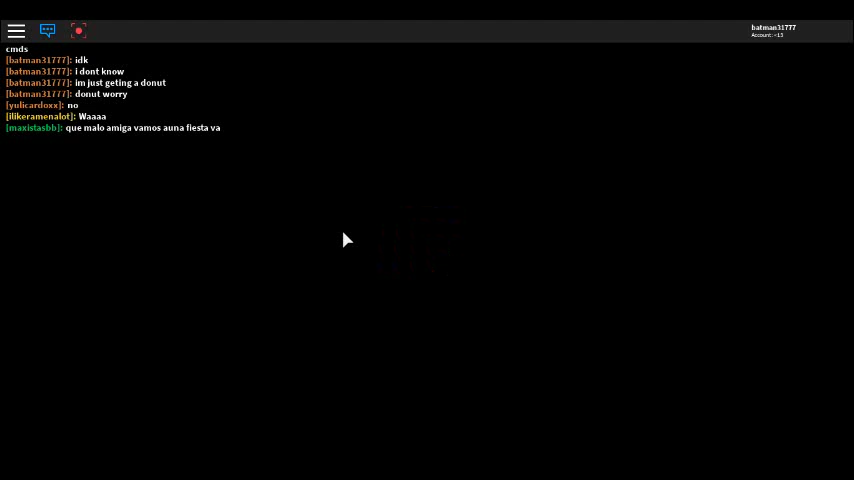 batman31777
Account: <13
cmds
[batman31777]: idk
[batman31777]: i dont know
[batman31777]: im just geting a donut
[batman31777]: donut worry
[yulicardoxx]: no
[ilikeramenalot]: Waaaa
[maxistasbb]: que malo amiga vamos auna fiesta va